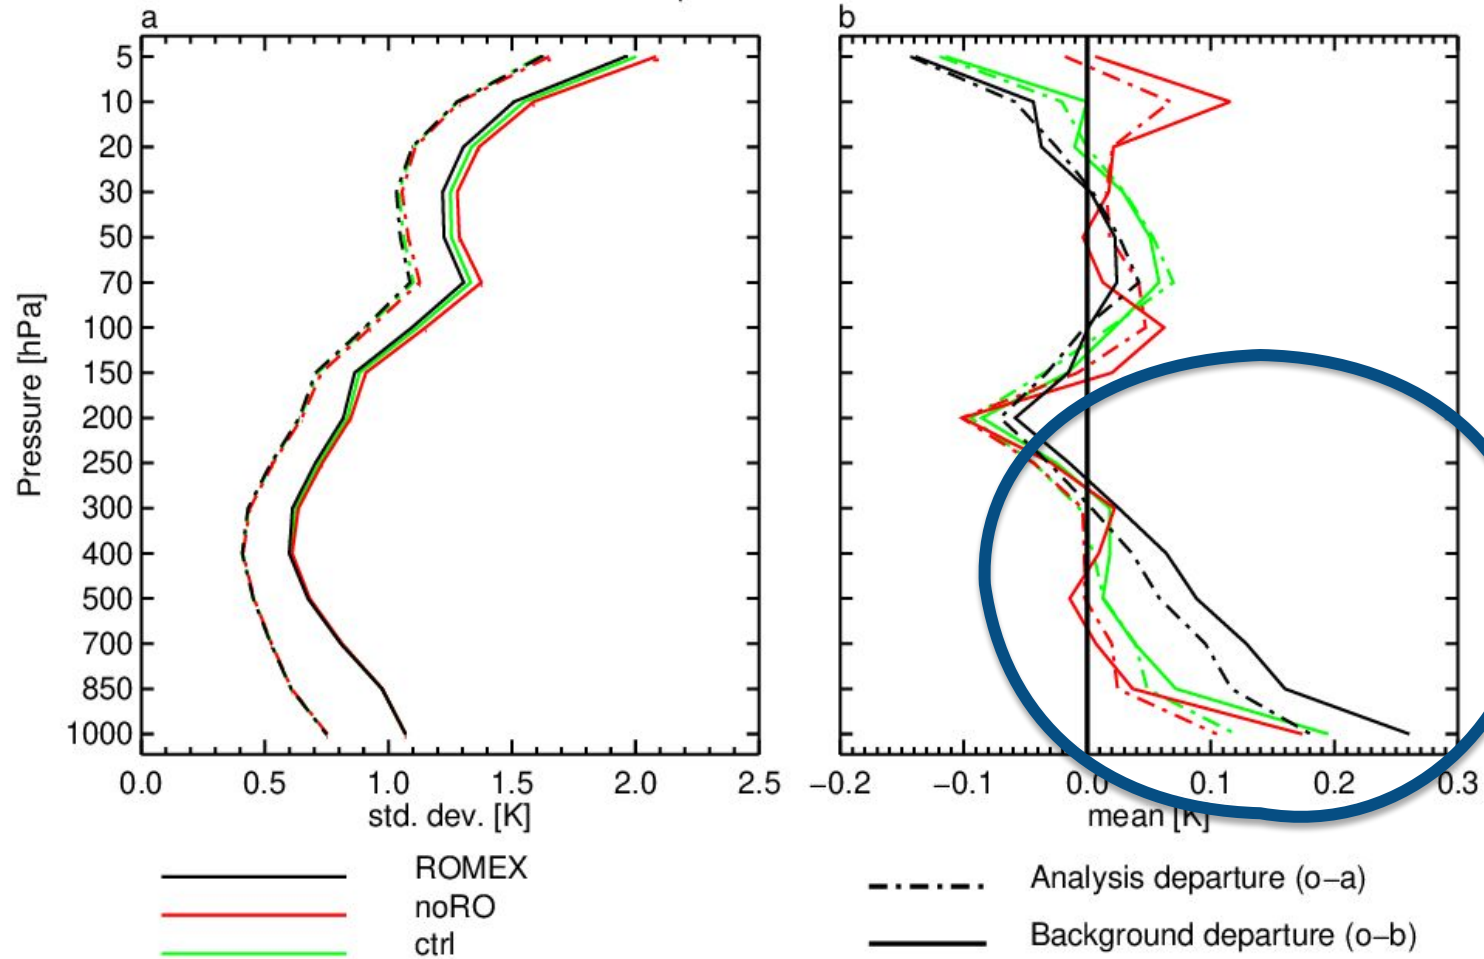 a
b
5
10
20
30
50
70
100
150
200
250
300
400
500
700
850
1000
Pressure [hPa]
0.0 0.5 1.0 1.5 2.0 2.5
std. dev. [K]
−0.2 −0.1 0.0 0.1 0.2 0.3
mean [K]
ROMEX
noRO
ctrl
Analysis departure (o−a)
Background departure (o−b)